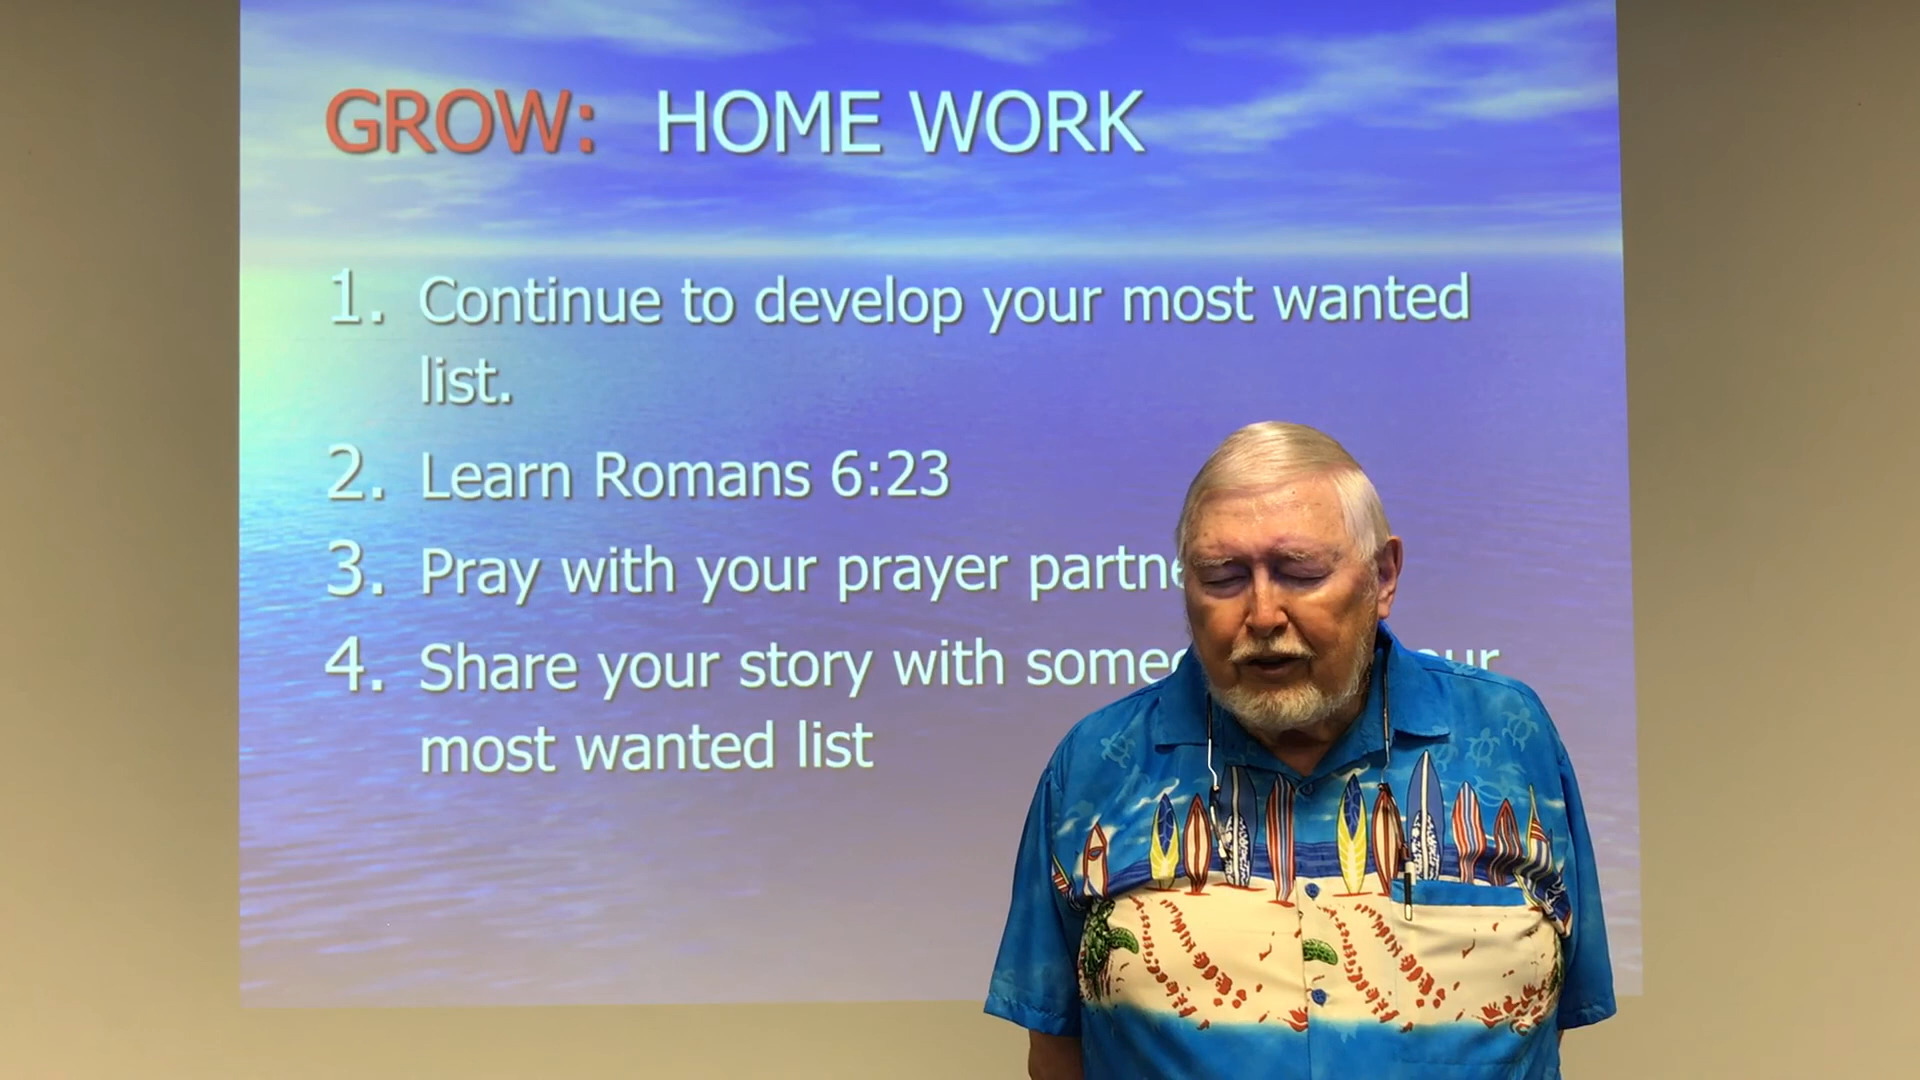 GROW: HOME WORK
1. Continue to develop your most wanted
list.
2. Learn Romans 6:23
3. Pray with your prayer
4. Share your story with
most wanted list